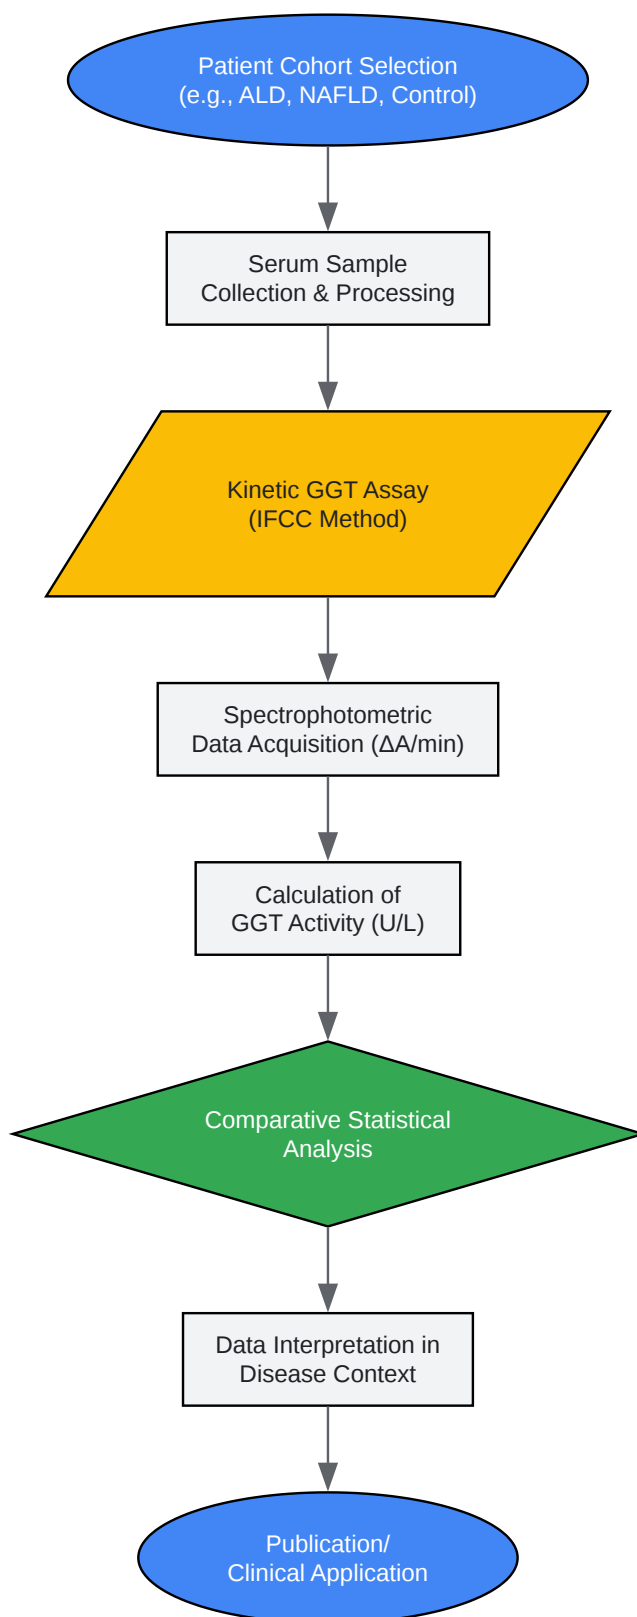 Patient Cohort Selection
(e.g., ALD, NAFLD, Control)
Serum Sample
Collection & Processing
Kinetic GGT Assay
(IFCC Method)
Spectrophotometric
Data Acquisition (ΔA/min)
Calculation of
GGT Activity (U/L)
Comparative Statistical
Analysis
Data Interpretation in
Disease Context
Publication/
Clinical Application